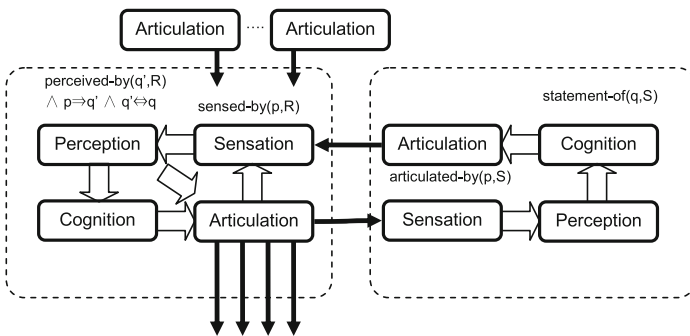 Articulation .... Articulation
perceived-by(q',R)
∧ p⇒q' ∧ q'⇔q
sensed-by(p,R)
statement-of(q,S)
Perception
Sensation
Articulation
Cognition
articulated-by(p,S)
Cognition
Articulation
Sensation
Perception